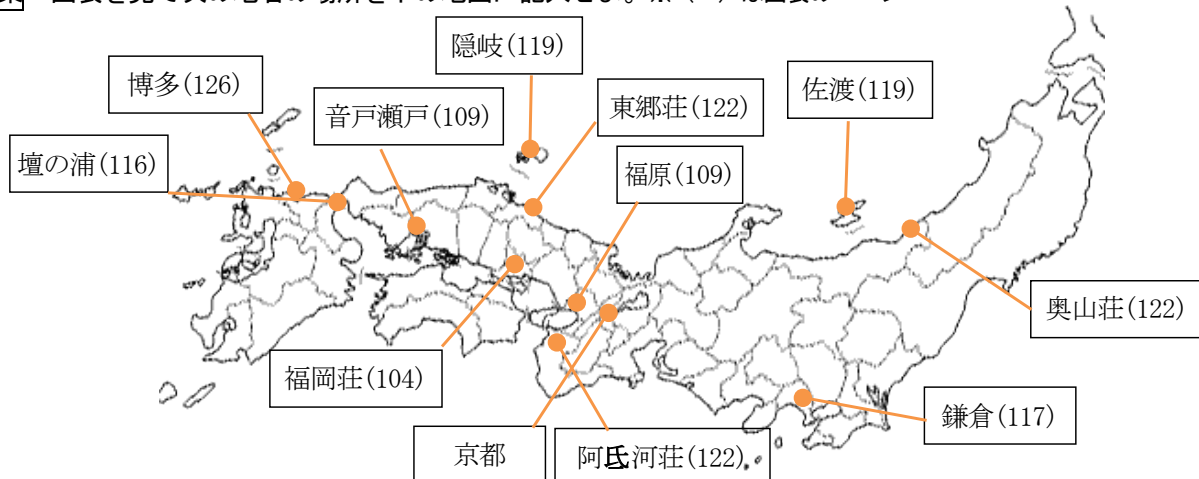 隠岐(119)
博多(126)
佐渡(119)
音戸瀬戸(109)
東郷荘(122)
壇の浦(116)
福原(109)
奥山荘(122)
福岡荘(104)
鎌倉(117)
京都
阿氐河荘(122)